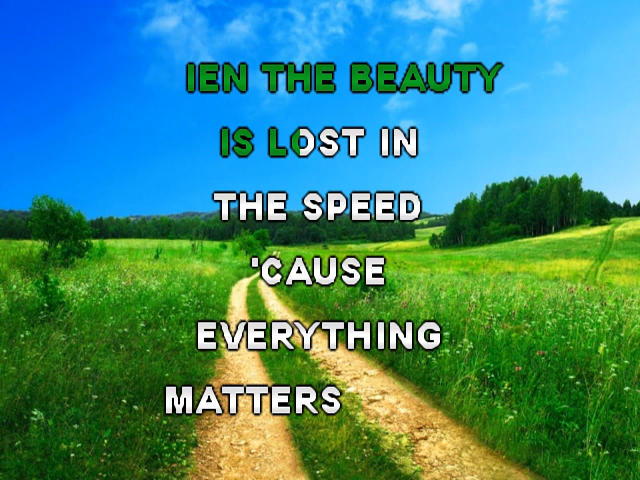 IEN THE BEAUTY
IS LOST IN
THE SPEED
'CAUSE
EVERYTHING
MATTERS